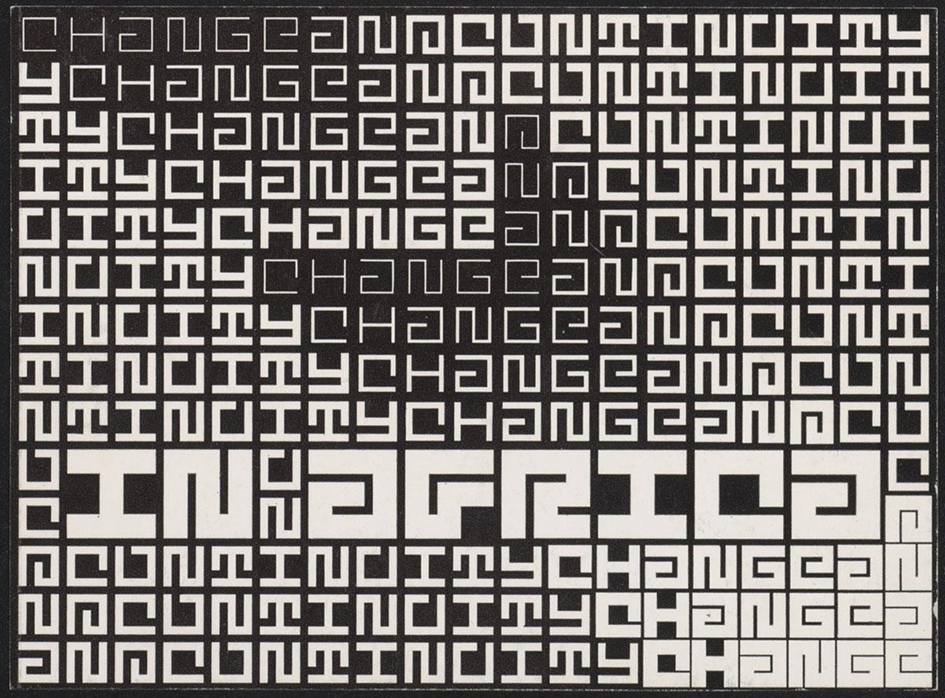 CHANGEANDCONTINUITY
YCHANGEANDCONTINUIT
TYCHANGEANDCONTINUI
ITYCHANGEANDCONTINU
UITYCHANGEANDCONTIN
NUITYCHANGEANDCONTI
INUITYCHANGEANDCONT
TINUITYCHANGEANDCON
NTINUITYCHANGEANDCO
O IN U AFRICA C
C N D
DCONTINUITYCHANGEAN
NDCONTINUITYCHANGEA
ANDCONTINUITYCHANGE